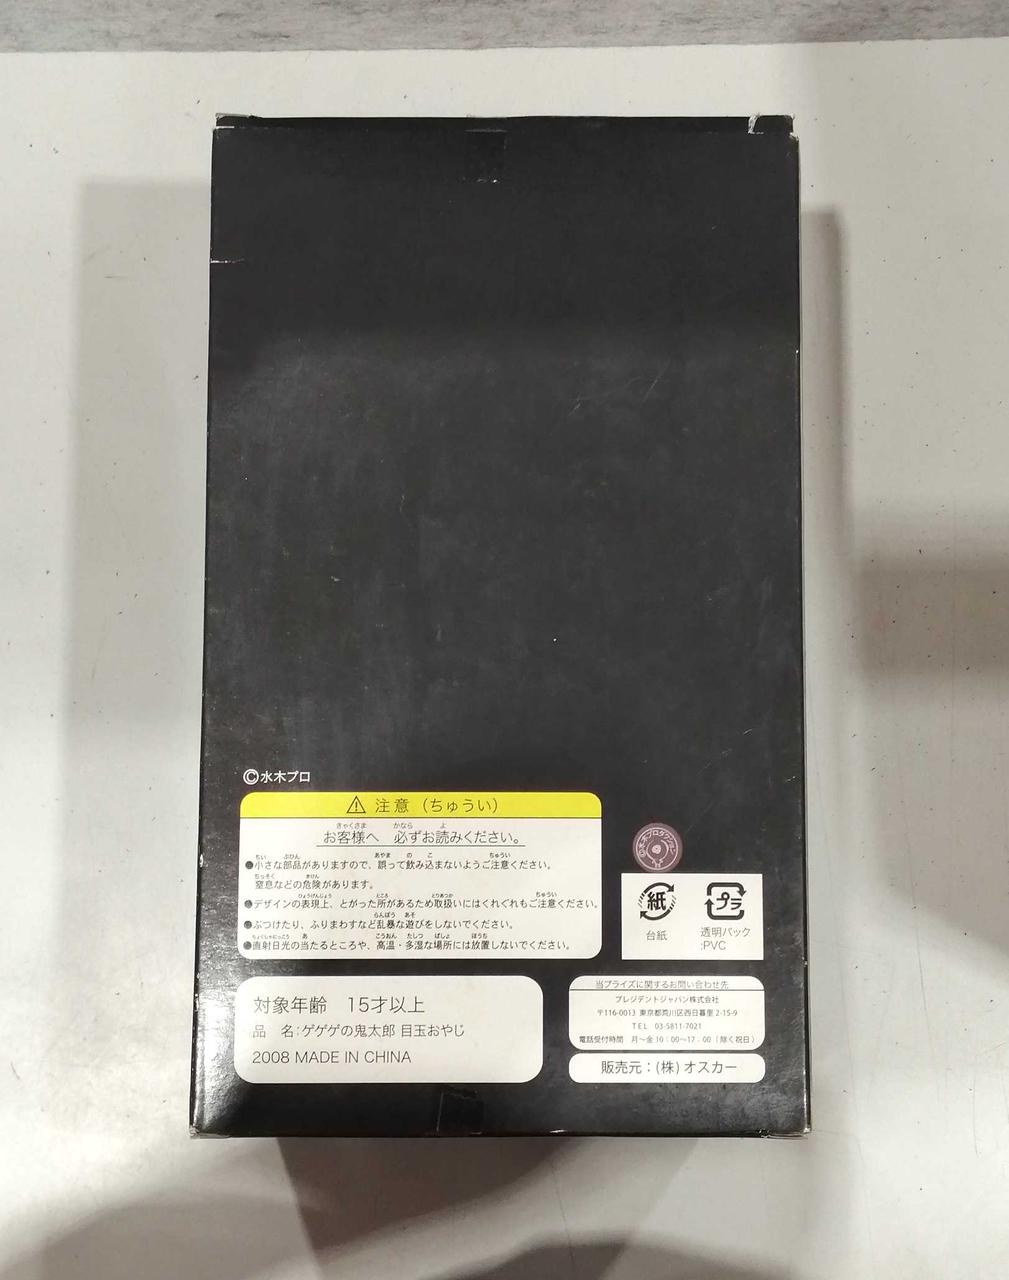 ©水木プロ
⚠ 注意（ちゅうい）
お客様へ 必ずお読みください。
●小さな部品がありますので、誤って飲み込まないようご注意ください。
窒息などの危険があります。
●デザインの表現上、とがった所があるため取扱いにはくれぐれもご注意ください。
●ぶつけたり、ふりまわすなど乱暴な遊びをしないでください。
●直射日光の当たるところや、高温・多湿な場所には放置しないでください。
©水木プロダクション
紙
台紙
プラ
透明パック
:PVC
対象年齢 15才以上
品 名：ゲゲゲの鬼太郎 目玉おやじ
2008 MADE IN CHINA
当プライズに関するお問い合わせ先
プレジデントジャパン株式会社
〒116-0013 東京都荒川区西日暮里 2-15-9
TEL 03-5811-7021
電話受付時間 月～金 10：00～17：00（除く祝日）
販売元：(株) オスカー